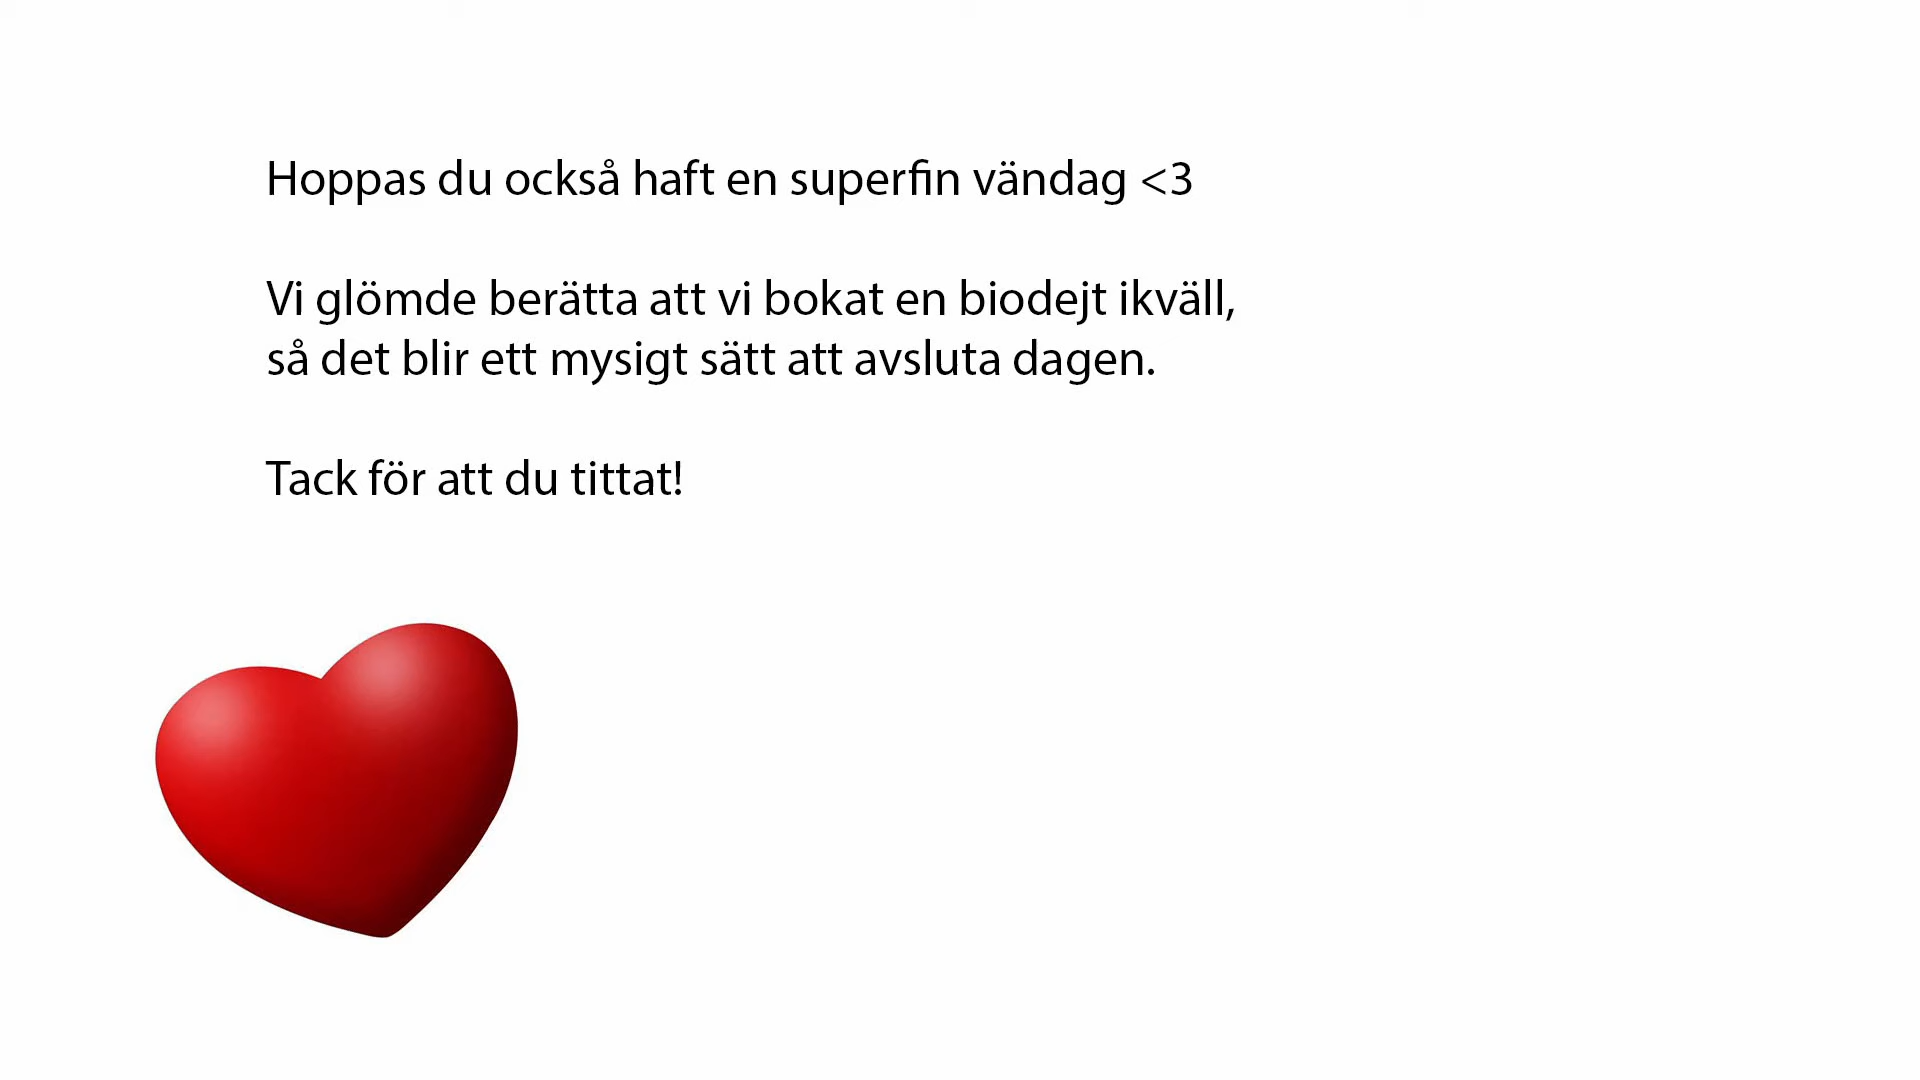 Hoppas du också haft en superfin vändag <3
Vi glömde berätta att vi bokat en biodejt ikväll,
så det blir ett mysigt sätt att avsluta dagen.
Tack för att du tittat!